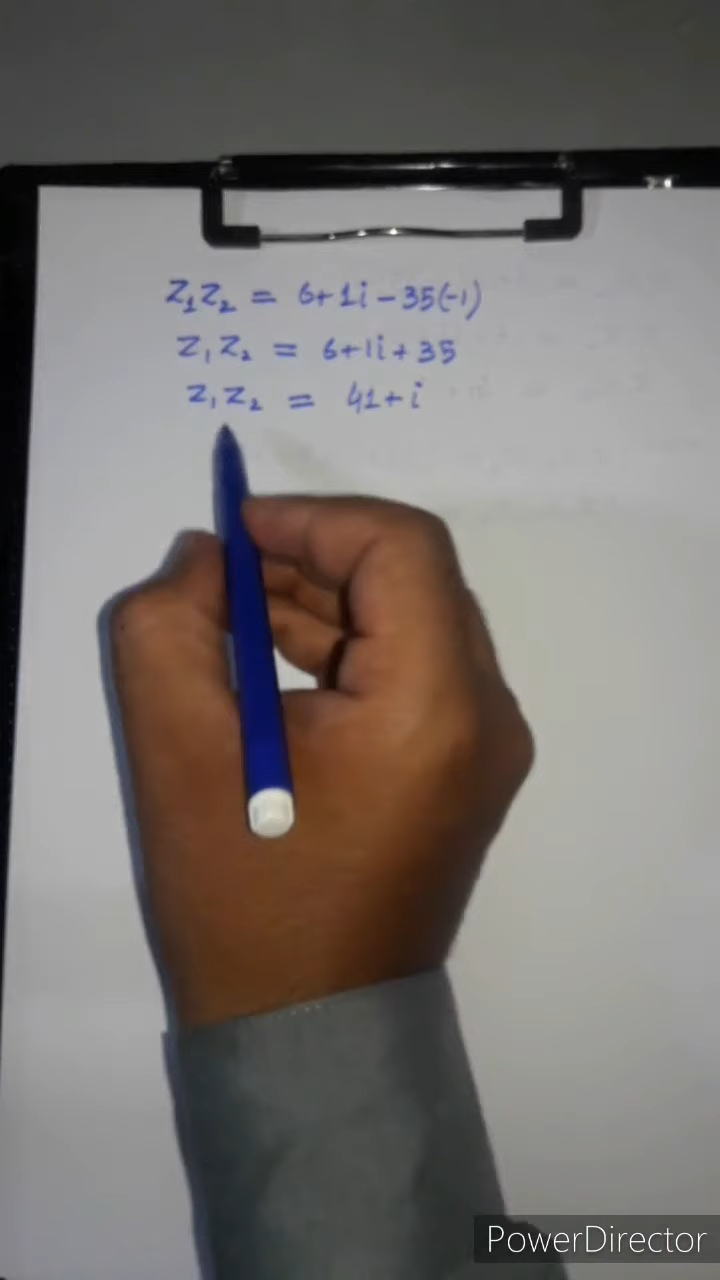 Z₁Z₂ = 6+1i-35(-1)
Z₁Z₂ = 6+1i+35
Z₁Z₂ = 41+i
PowerDirector